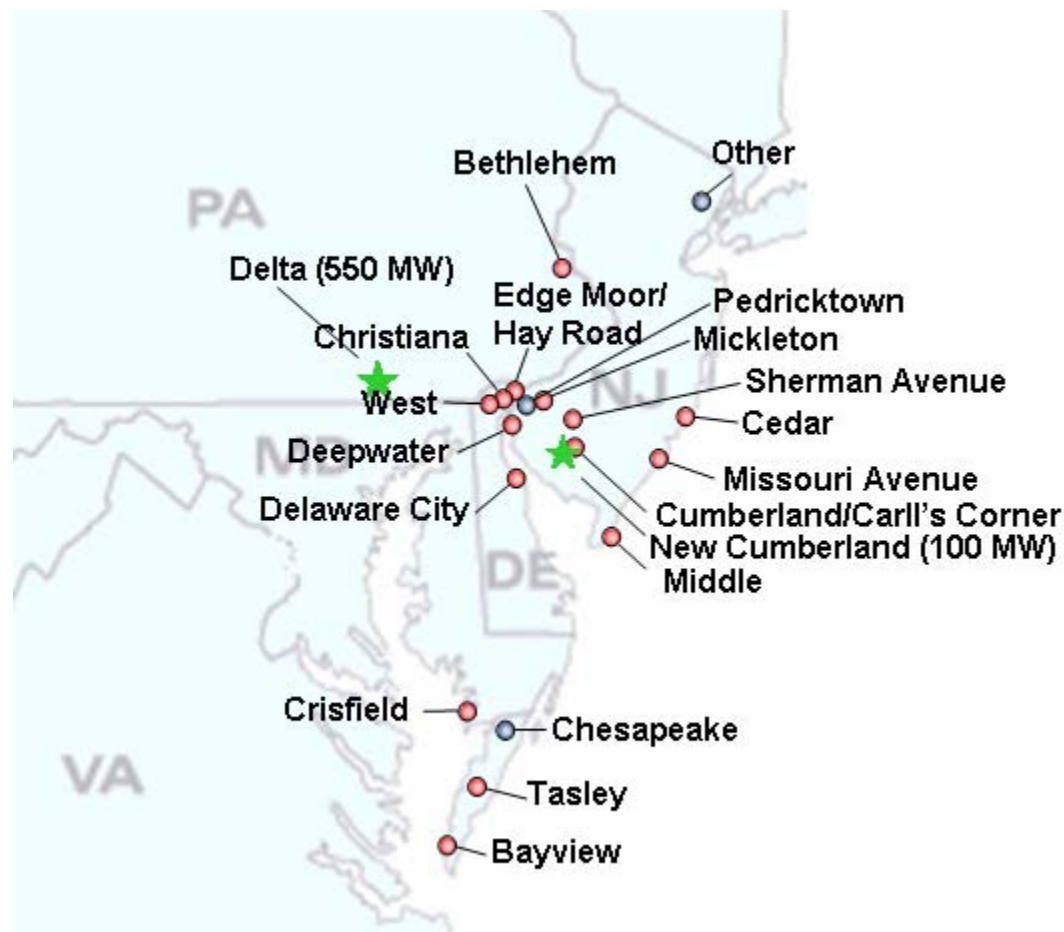 Other
Bethlehem
PA
Delta (550 MW)
Edge Moor/
Hay Road
Pedricktown
Christiana
Mickleton
NJ
Sherman Avenue
West
Cedar
Deepwater
MD
Missouri Avenue
Delaware City
Cumberland/Carll's Corner
New Cumberland (100 MW)
DE
Middle
Crisfield
Chesapeake
VA
Tasley
Bayview